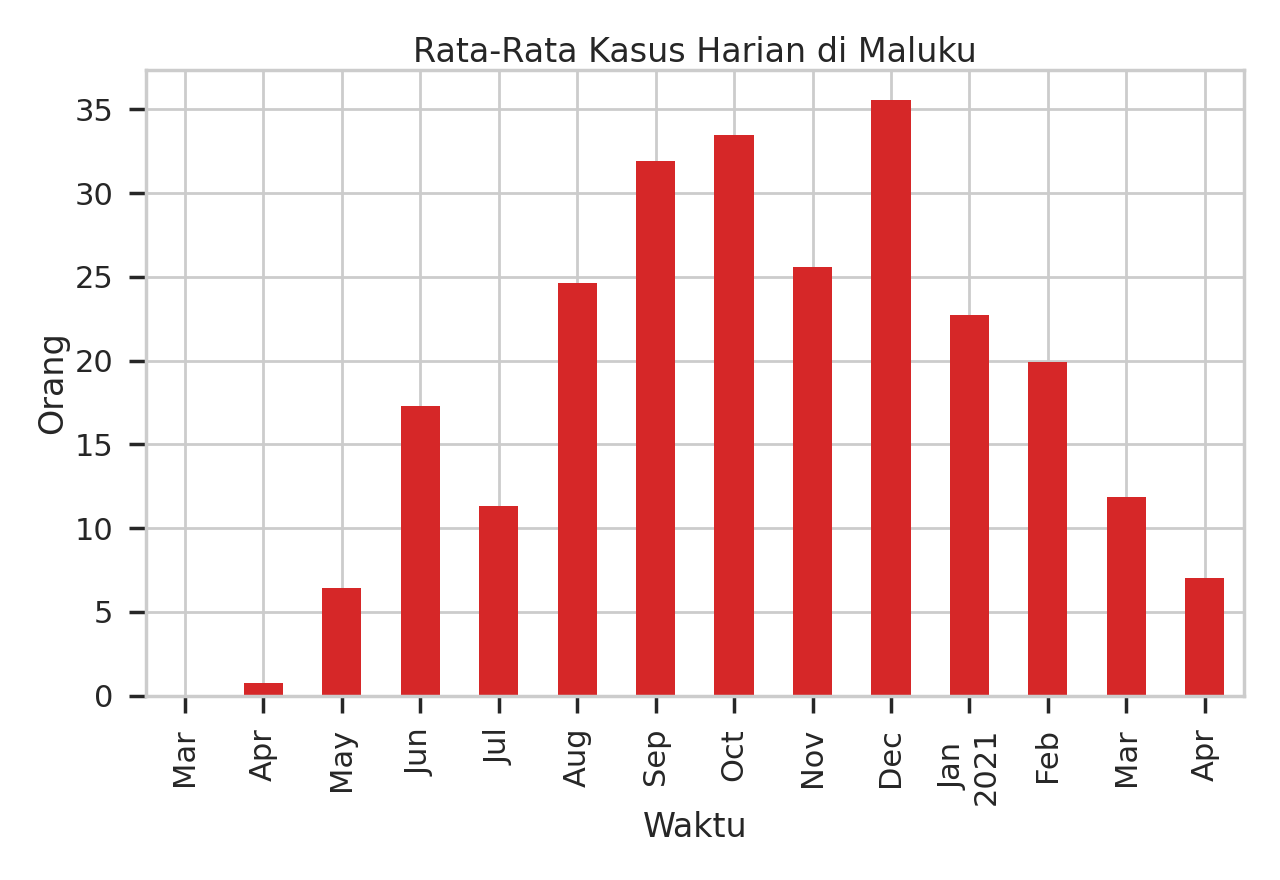 Rata-Rata Kasus Harian di Maluku
35
30
25
20
15
10
5
0
Orang
Mar
Apr
May
Jun
Jul
Aug
Sep
Oct
Nov
Dec
Jan
2021
Feb
Mar
Apr
Waktu